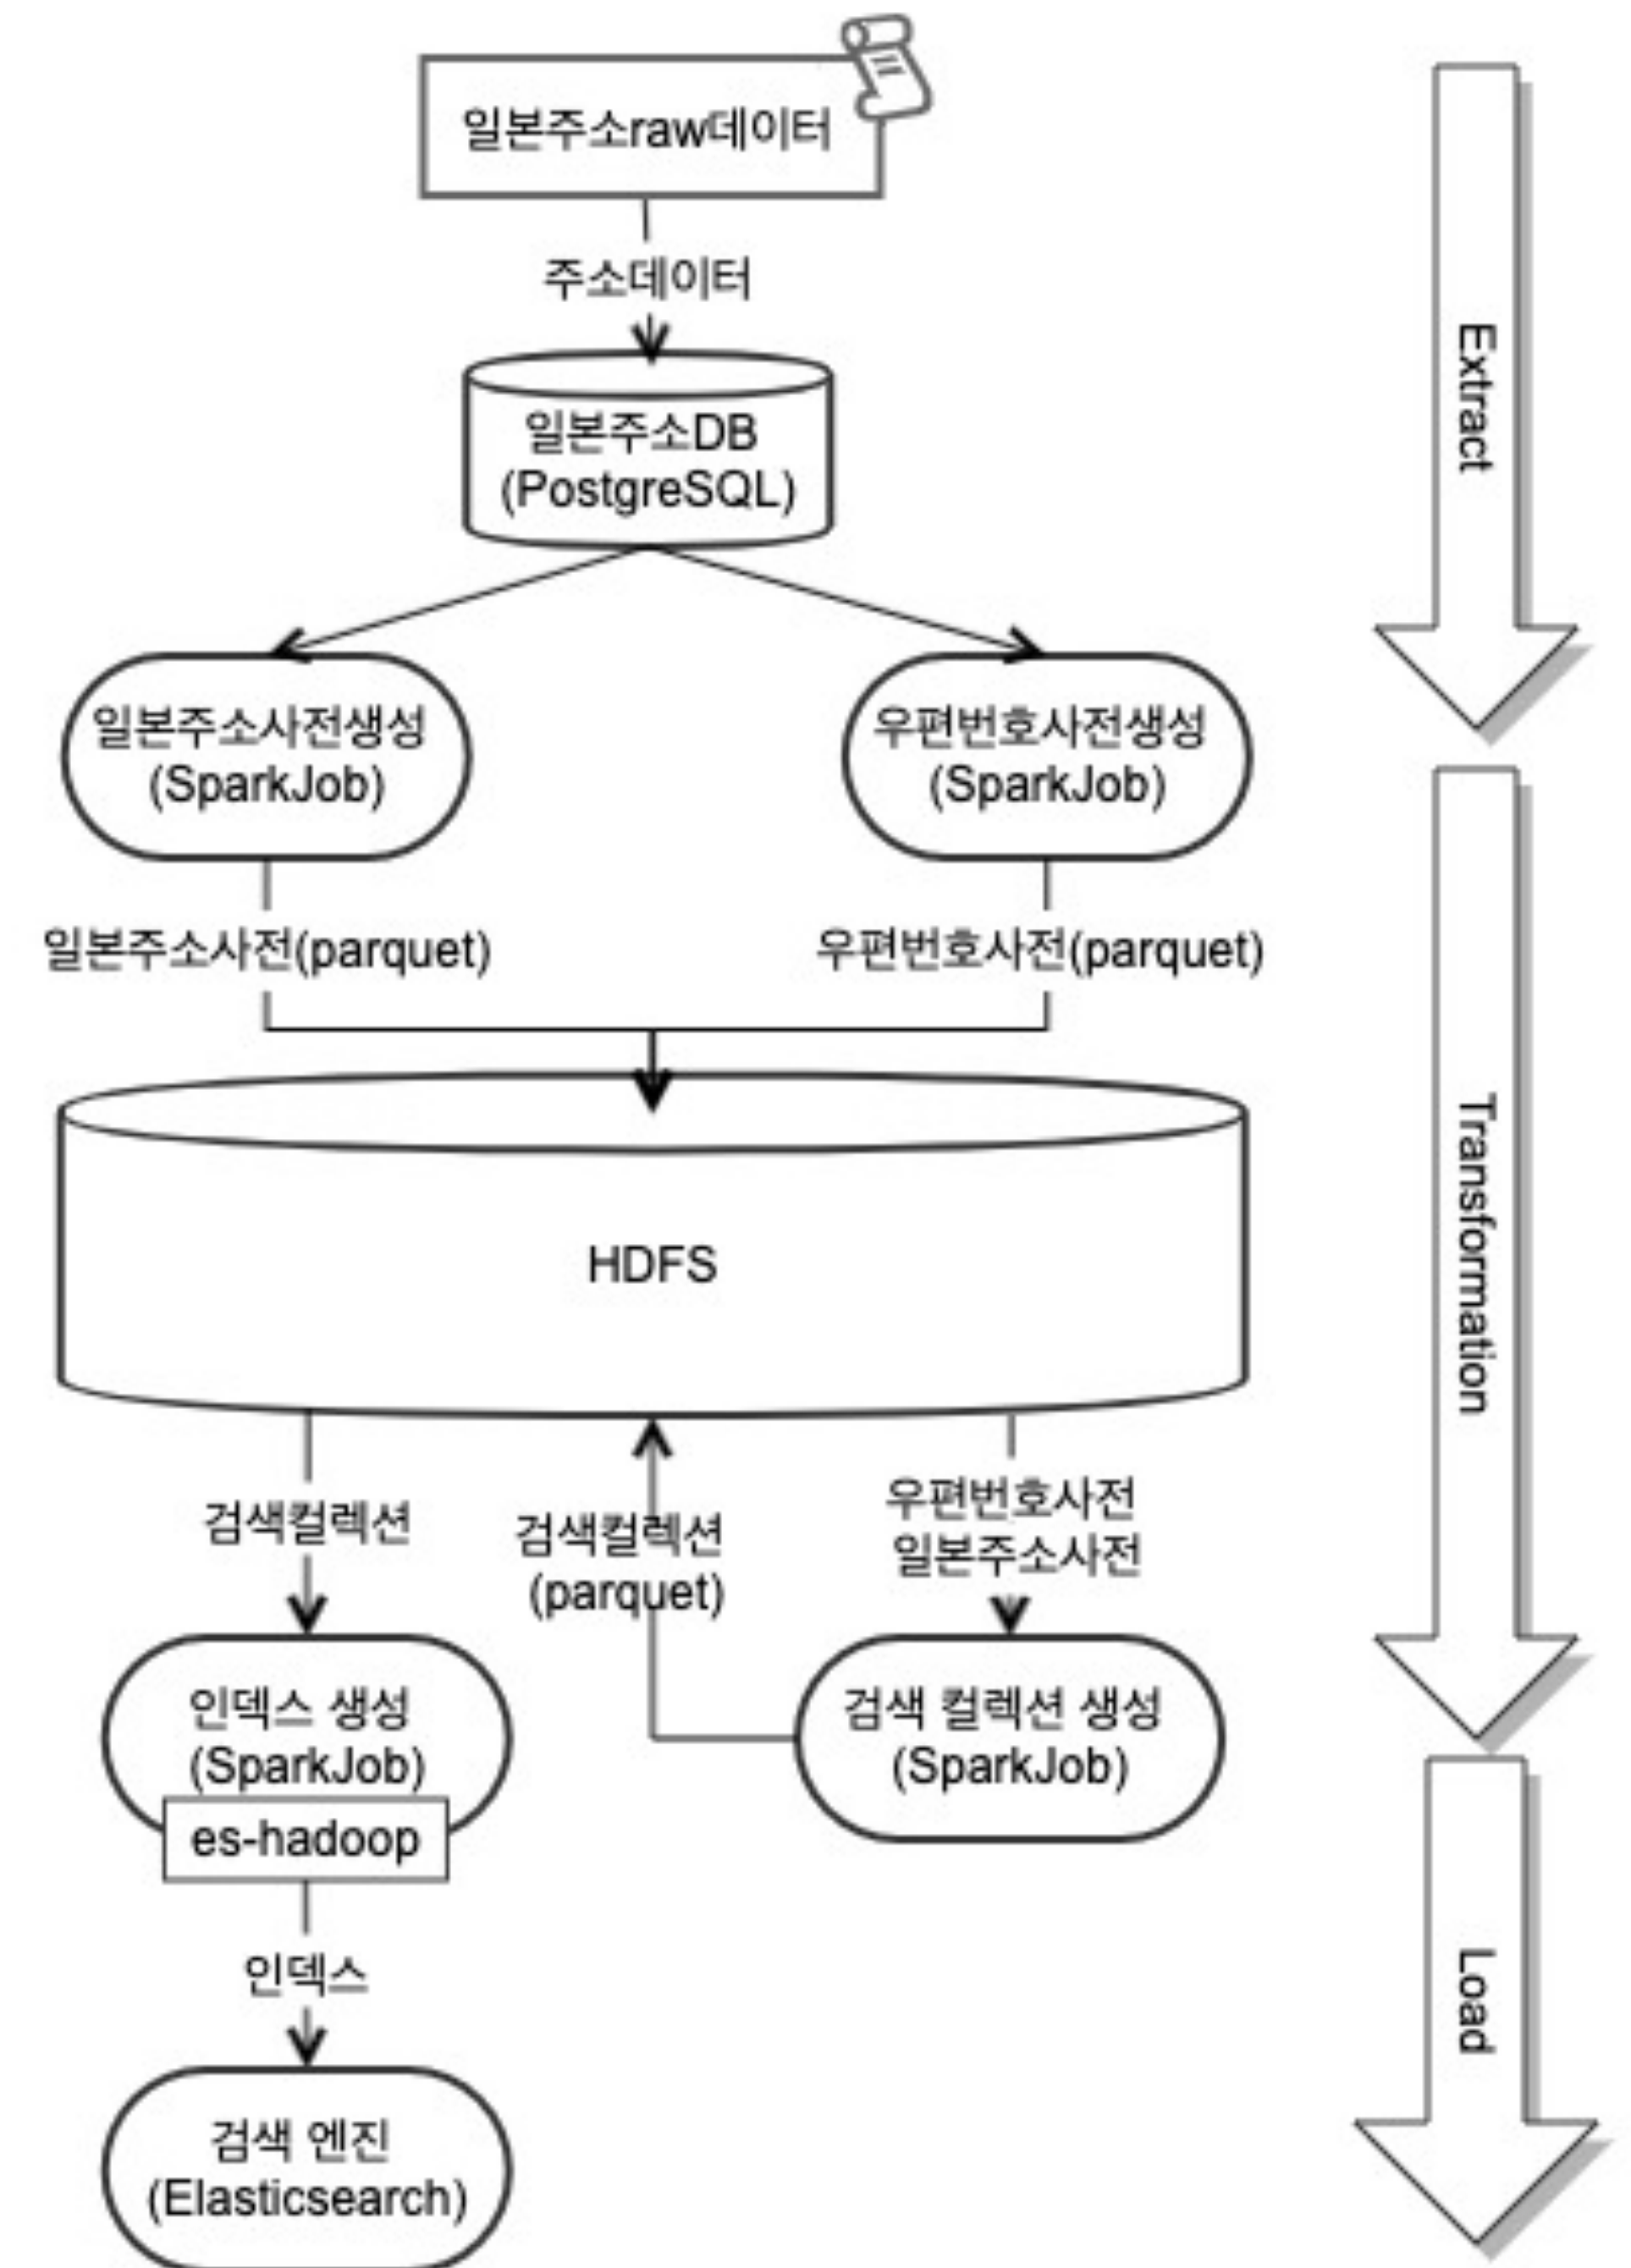 일본주소raw데이터
주소데이터
일본주소DB
(PostgreSQL)
일본주소사전생성
(SparkJob)
우편번호사전생성
(SparkJob)
일본주소사전(parquet)
우편번호사전(parquet)
HDFS
검색컬렉션
검색컬렉션
(parquet)
우편번호사전
일본주소사전
인덱스 생성
(SparkJob)
es-hadoop
검색 컬렉션 생성
(SparkJob)
인덱스
검색 엔진
(Elasticsearch)
Extract
Transformation
Load